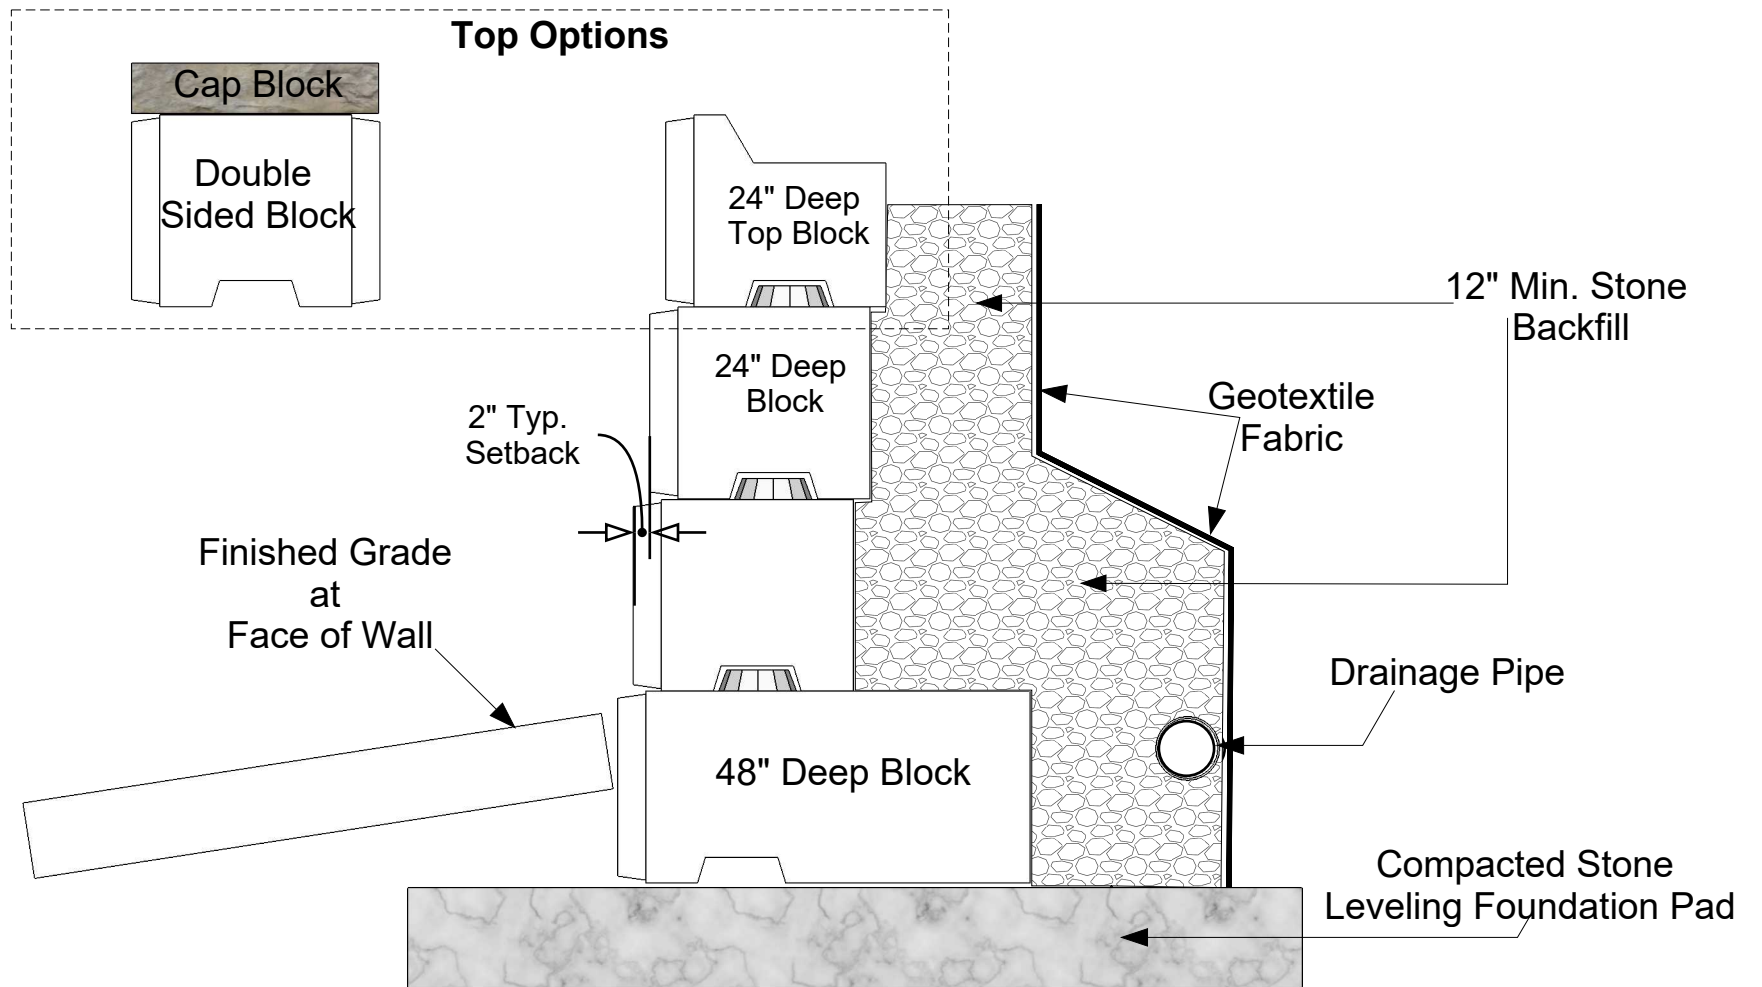 Top Options
Cap Block
Double
Sided Block
24" Deep
Top Block
12" Min. Stone
Backfill
24" Deep
Block
Geotextile
Fabric
2" Typ.
Setback
Finished Grade
at
Face of Wall
Drainage Pipe
48" Deep Block
Compacted Stone
Leveling Foundation Pad